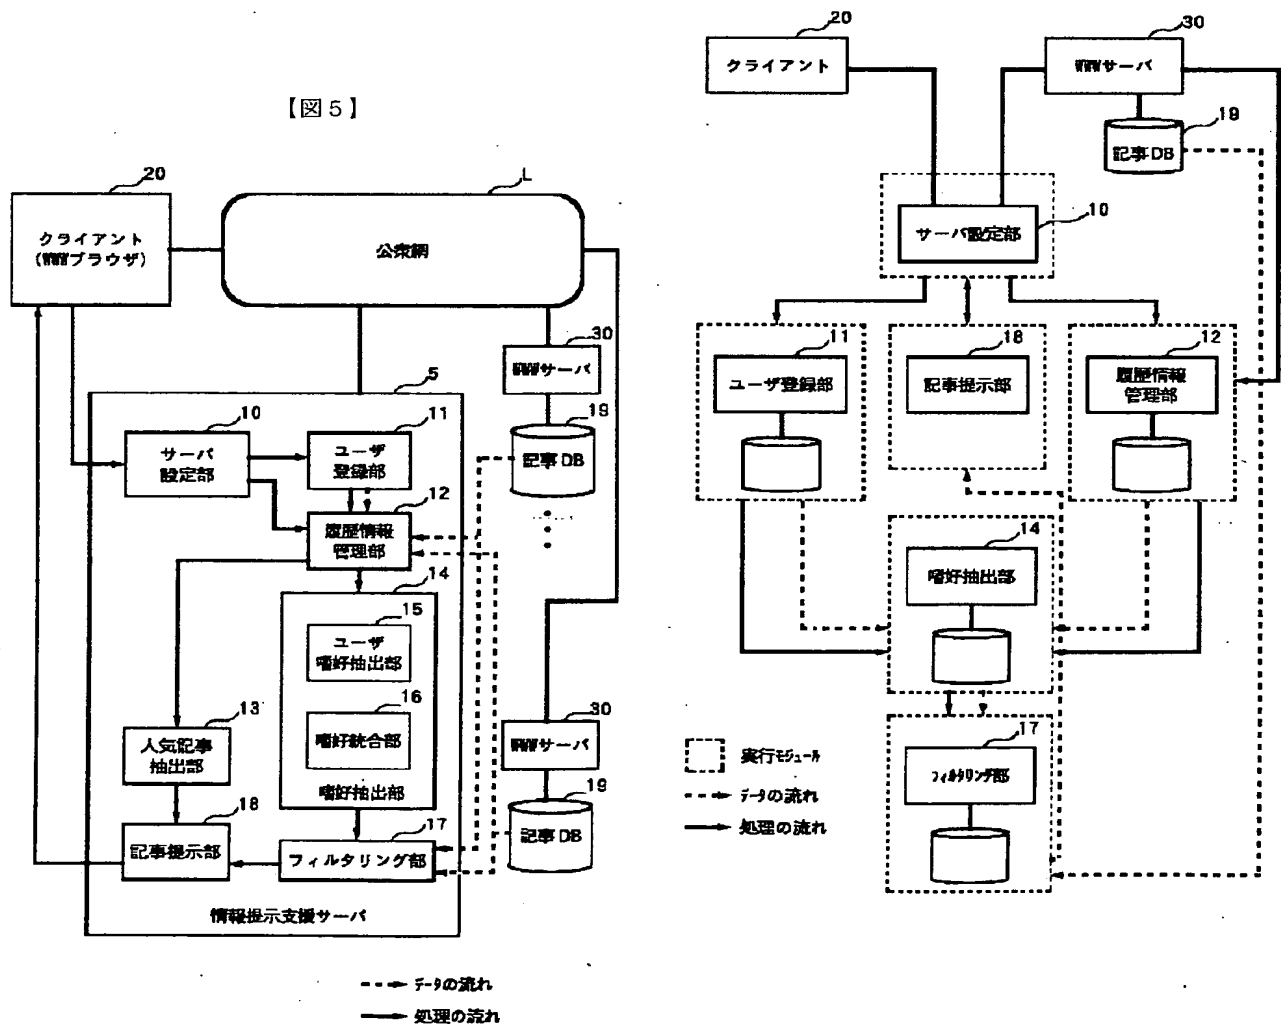 【図5】
20
クライアント
(WWWブラウザ)
L
公衆網
30
WWWサーバ
19
記事DB
5
10
サーバ
設定部
11
ユーザ
登録部
12
履歴情報
管理部
14
15
ユーザ
嗜好抽出部
16
嗜好統合部
嗜好抽出部
13
人気記事
抽出部
18
記事提示部
17
フィルタリング部
30
WWWサーバ
19
記事DB
情報提示支援サーバ
データの流れ
処理の流れ
20
クライアント
30
WWWサーバ
19
記事DB
10
サーバ設定部
11
ユーザ登録部
18
記事提示部
12
履歴情報
管理部
14
嗜好抽出部
17
フィルタリング部
実行モジュール
データの流れ
処理の流れ